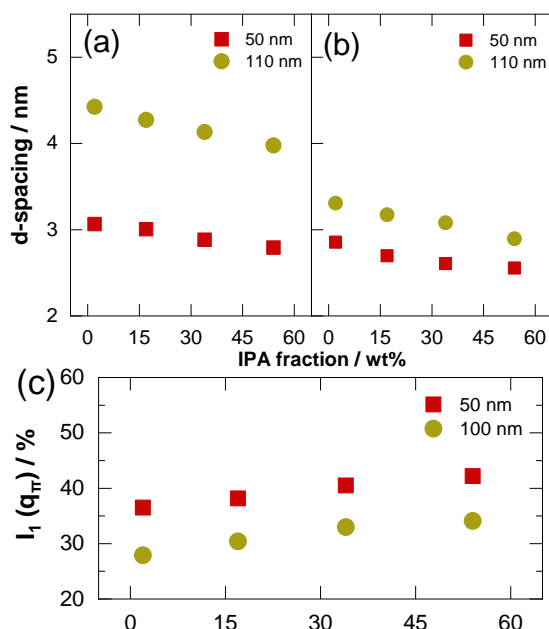 (a)
50 nm
110 nm
(b)
50 nm
110 nm
d-spacing / nm
5
4
3
2
0 15 30 45 60 0 15 30 45 60
IPA fraction / wt%
(c)
50 nm
100 nm
I₁ (qπ) / %
60
50
40
30
20
0 15 30 45 60